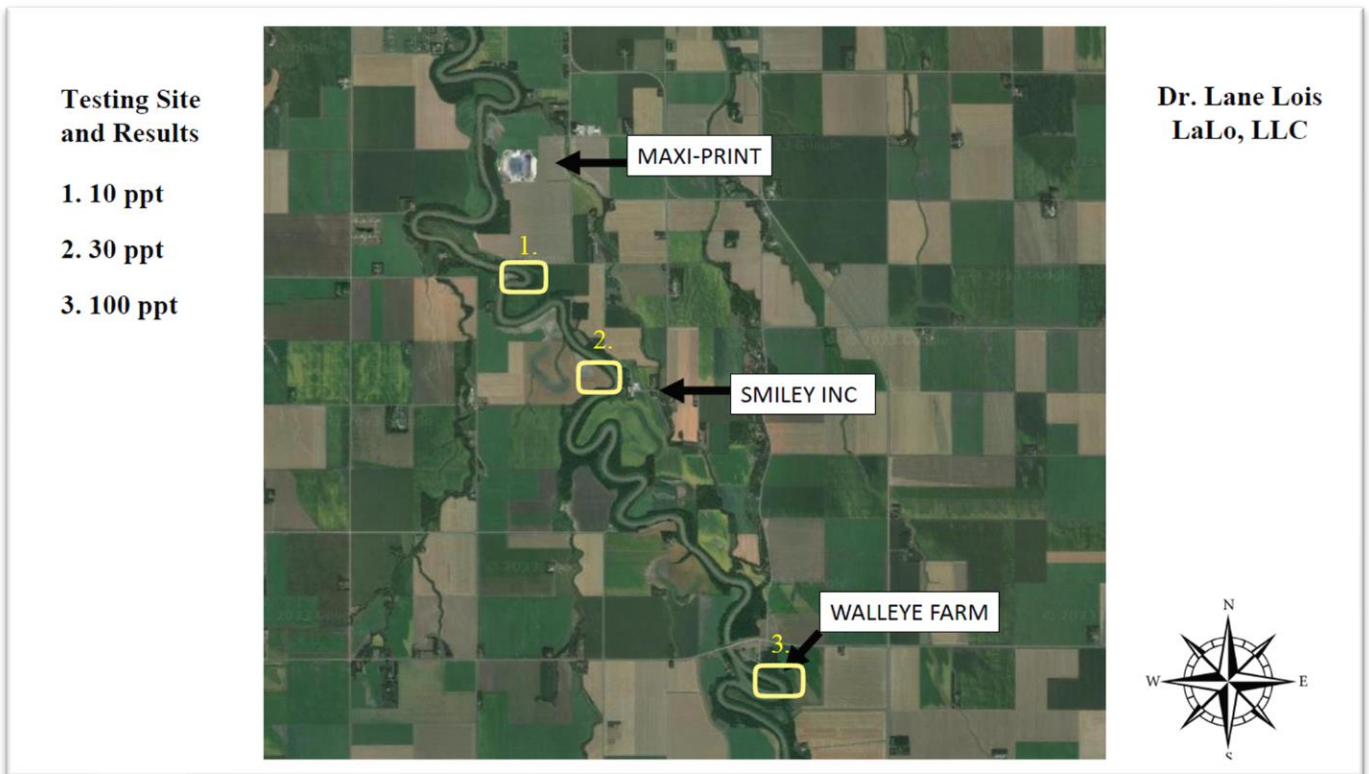 Testing Site
and Results
1. 10 ppt
2. 30 ppt
3. 100 ppt
MAXI-PRINT
1.
2.
SMILEY INC
WALLEYE FARM
3.
Dr. Lane Lois
LaLo, LLC
N
W
E
S